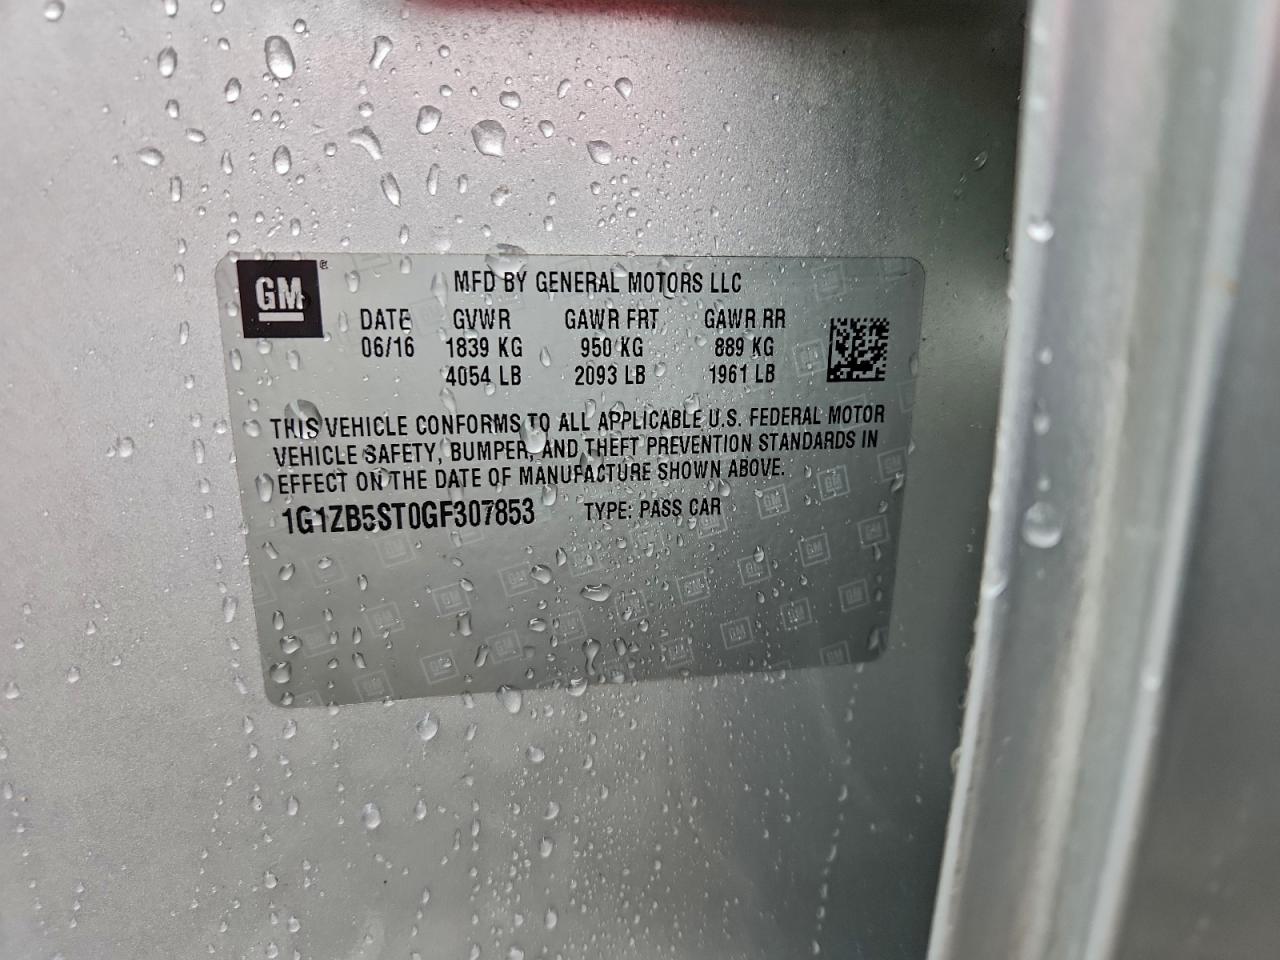 GM
MFD BY GENERAL MOTORS LLC
DATE GVWR GAWR FRT GAWR RR
06/16 1839 KG 950 KG 889 KG
4054 LB 2093 LB 1961 LB
THIS VEHICLE CONFORMS TO ALL APPLICABLE U.S. FEDERAL MOTOR
VEHICLE SAFETY, BUMPER, AND THEFT PREVENTION STANDARDS IN
EFFECT ON THE DATE OF MANUFACTURE SHOWN ABOVE.
1G1ZB5ST0GF307853 TYPE: PASS CAR